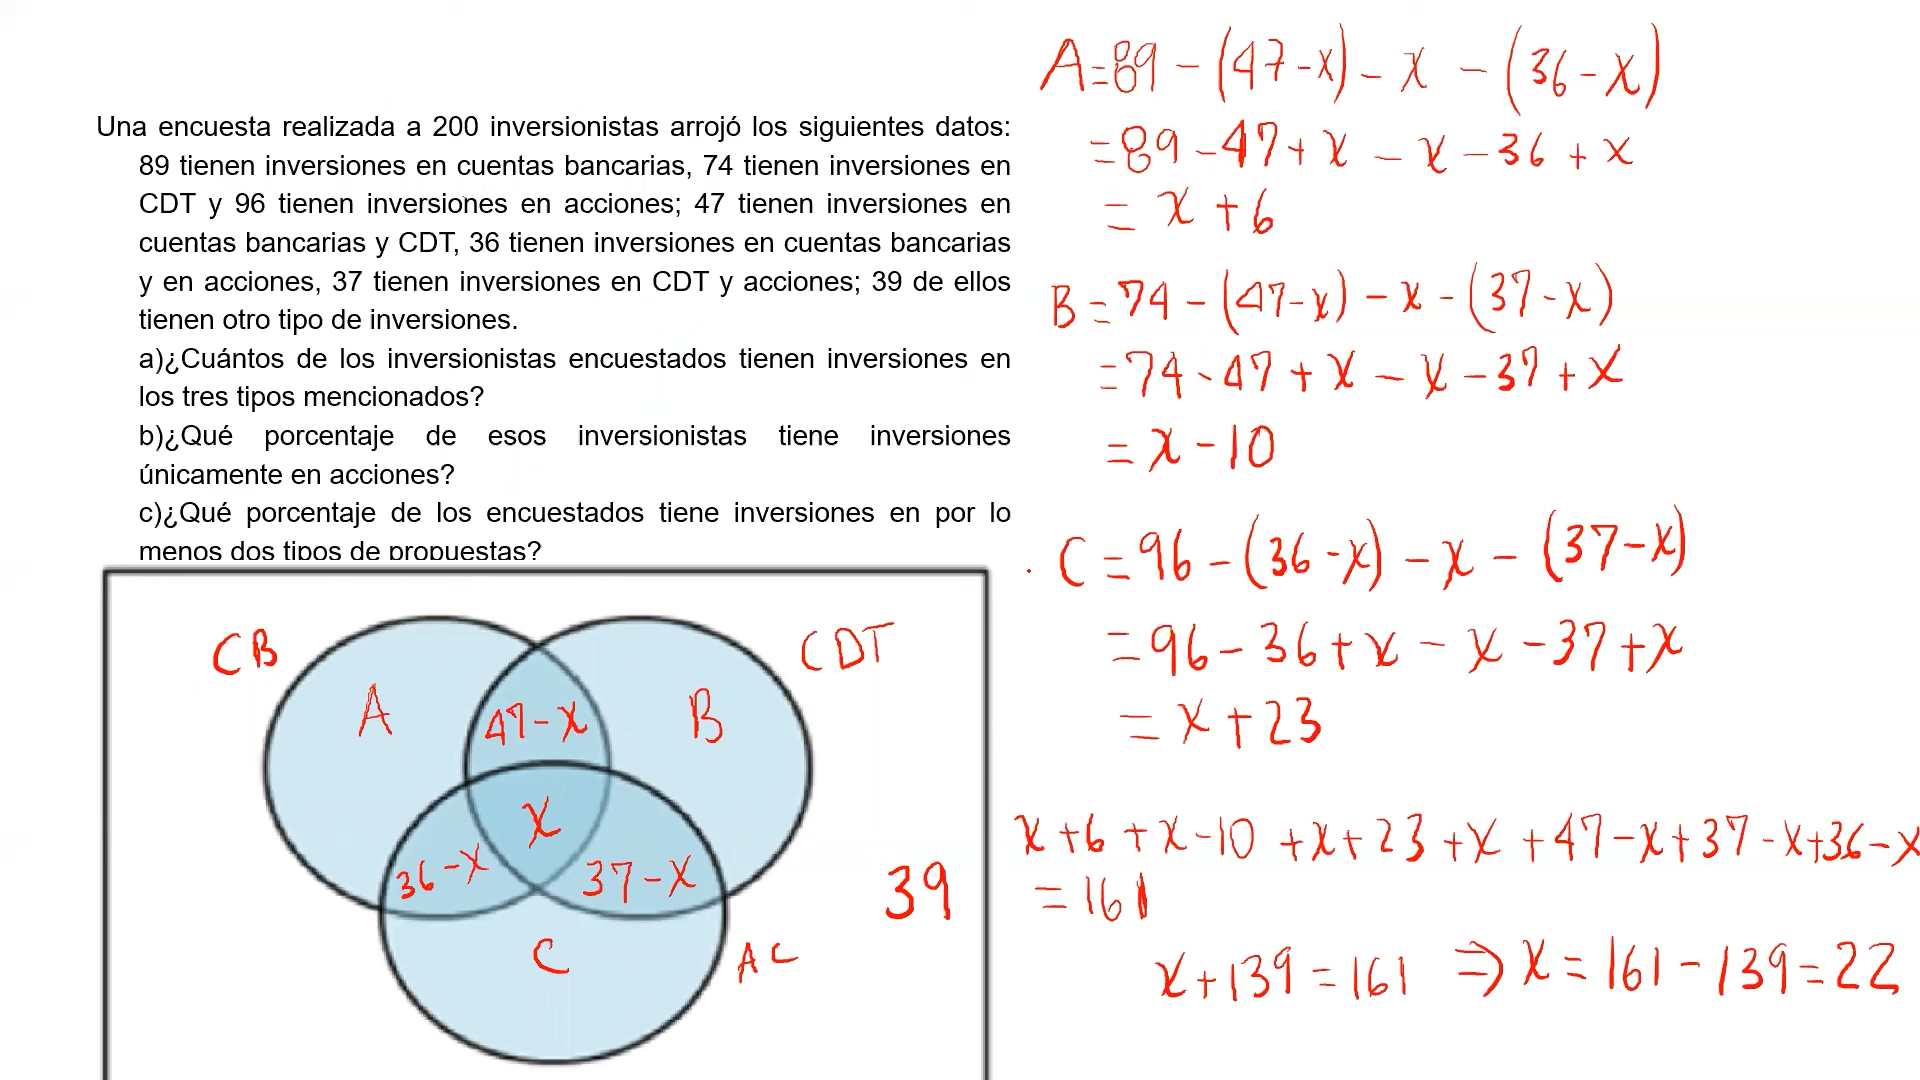 Una encuesta realizada a 200 inversionistas arrojó los siguientes datos:
89 tienen inversiones en cuentas bancarias, 74 tienen inversiones en
CDT y 96 tienen inversiones en acciones; 47 tienen inversiones en
cuentas bancarias y CDT, 36 tienen inversiones en cuentas bancarias
y en acciones, 37 tienen inversiones en CDT y acciones; 39 de ellos
tienen otro tipo de inversiones.
a)¿Cuántos de los inversionistas encuestados tienen inversiones en
los tres tipos mencionados?
b)¿Qué porcentaje de esos inversionistas tiene inversiones
únicamente en acciones?
c)¿Qué porcentaje de los encuestados tiene inversiones en por lo
menos dos tipos de propuestas?
CB
CDT
A
47-x
B
x
36-x
37-x
39
C
AC
A=89-(47-x)-x-(36-x)
=89-47+x-x-36+x
=x+6
B=74-(47-x)-x-(37-x)
=74-47+x-x-37+x
=x-10
C=96-(36-x)-x-(37-x)
=96-36+x-x-37+x
=x+23
x+6+x-10+x+23+x+47-x+37-x+36-x
=161
x+139=161 ⇒ x=161-139=22